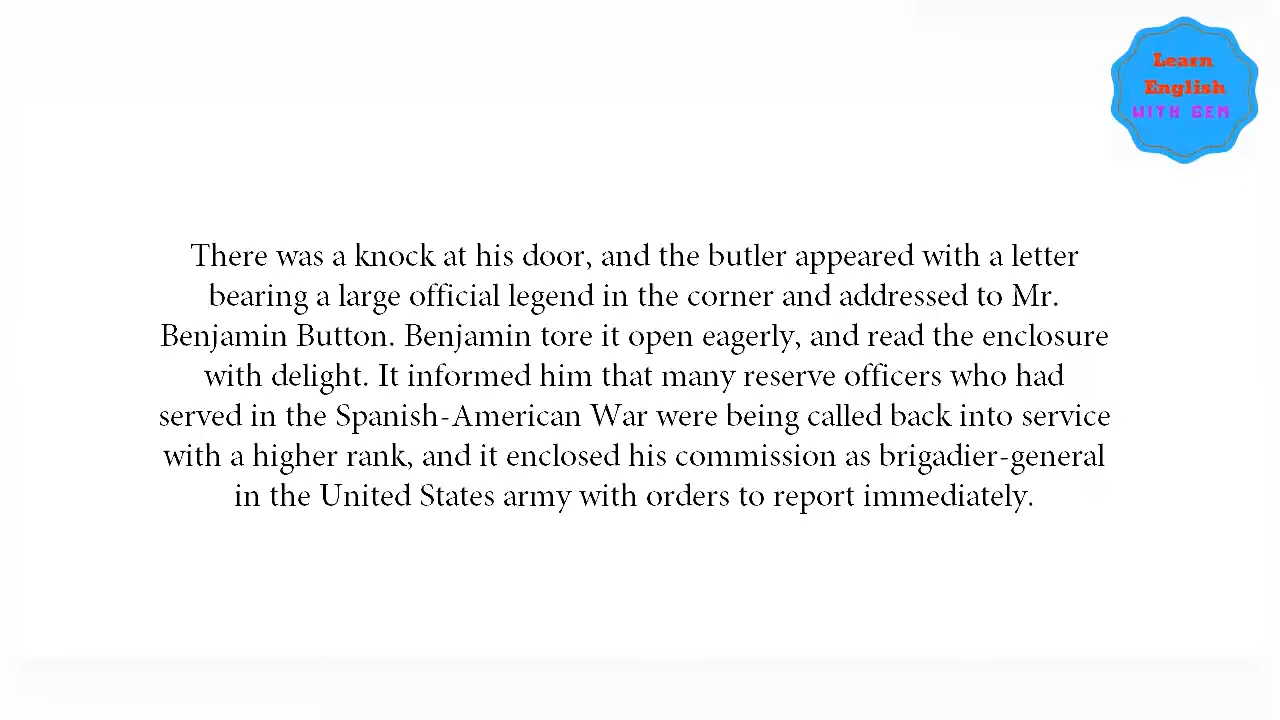 Learn
English
WITH GEM
There was a knock at his door, and the butler appeared with a letter
bearing a large official legend in the corner and addressed to Mr.
Benjamin Button. Benjamin tore it open eagerly, and read the enclosure
with delight. It informed him that many reserve officers who had
served in the Spanish-American War were being called back into service
with a higher rank, and it enclosed his commission as brigadier-general
in the United States army with orders to report immediately.